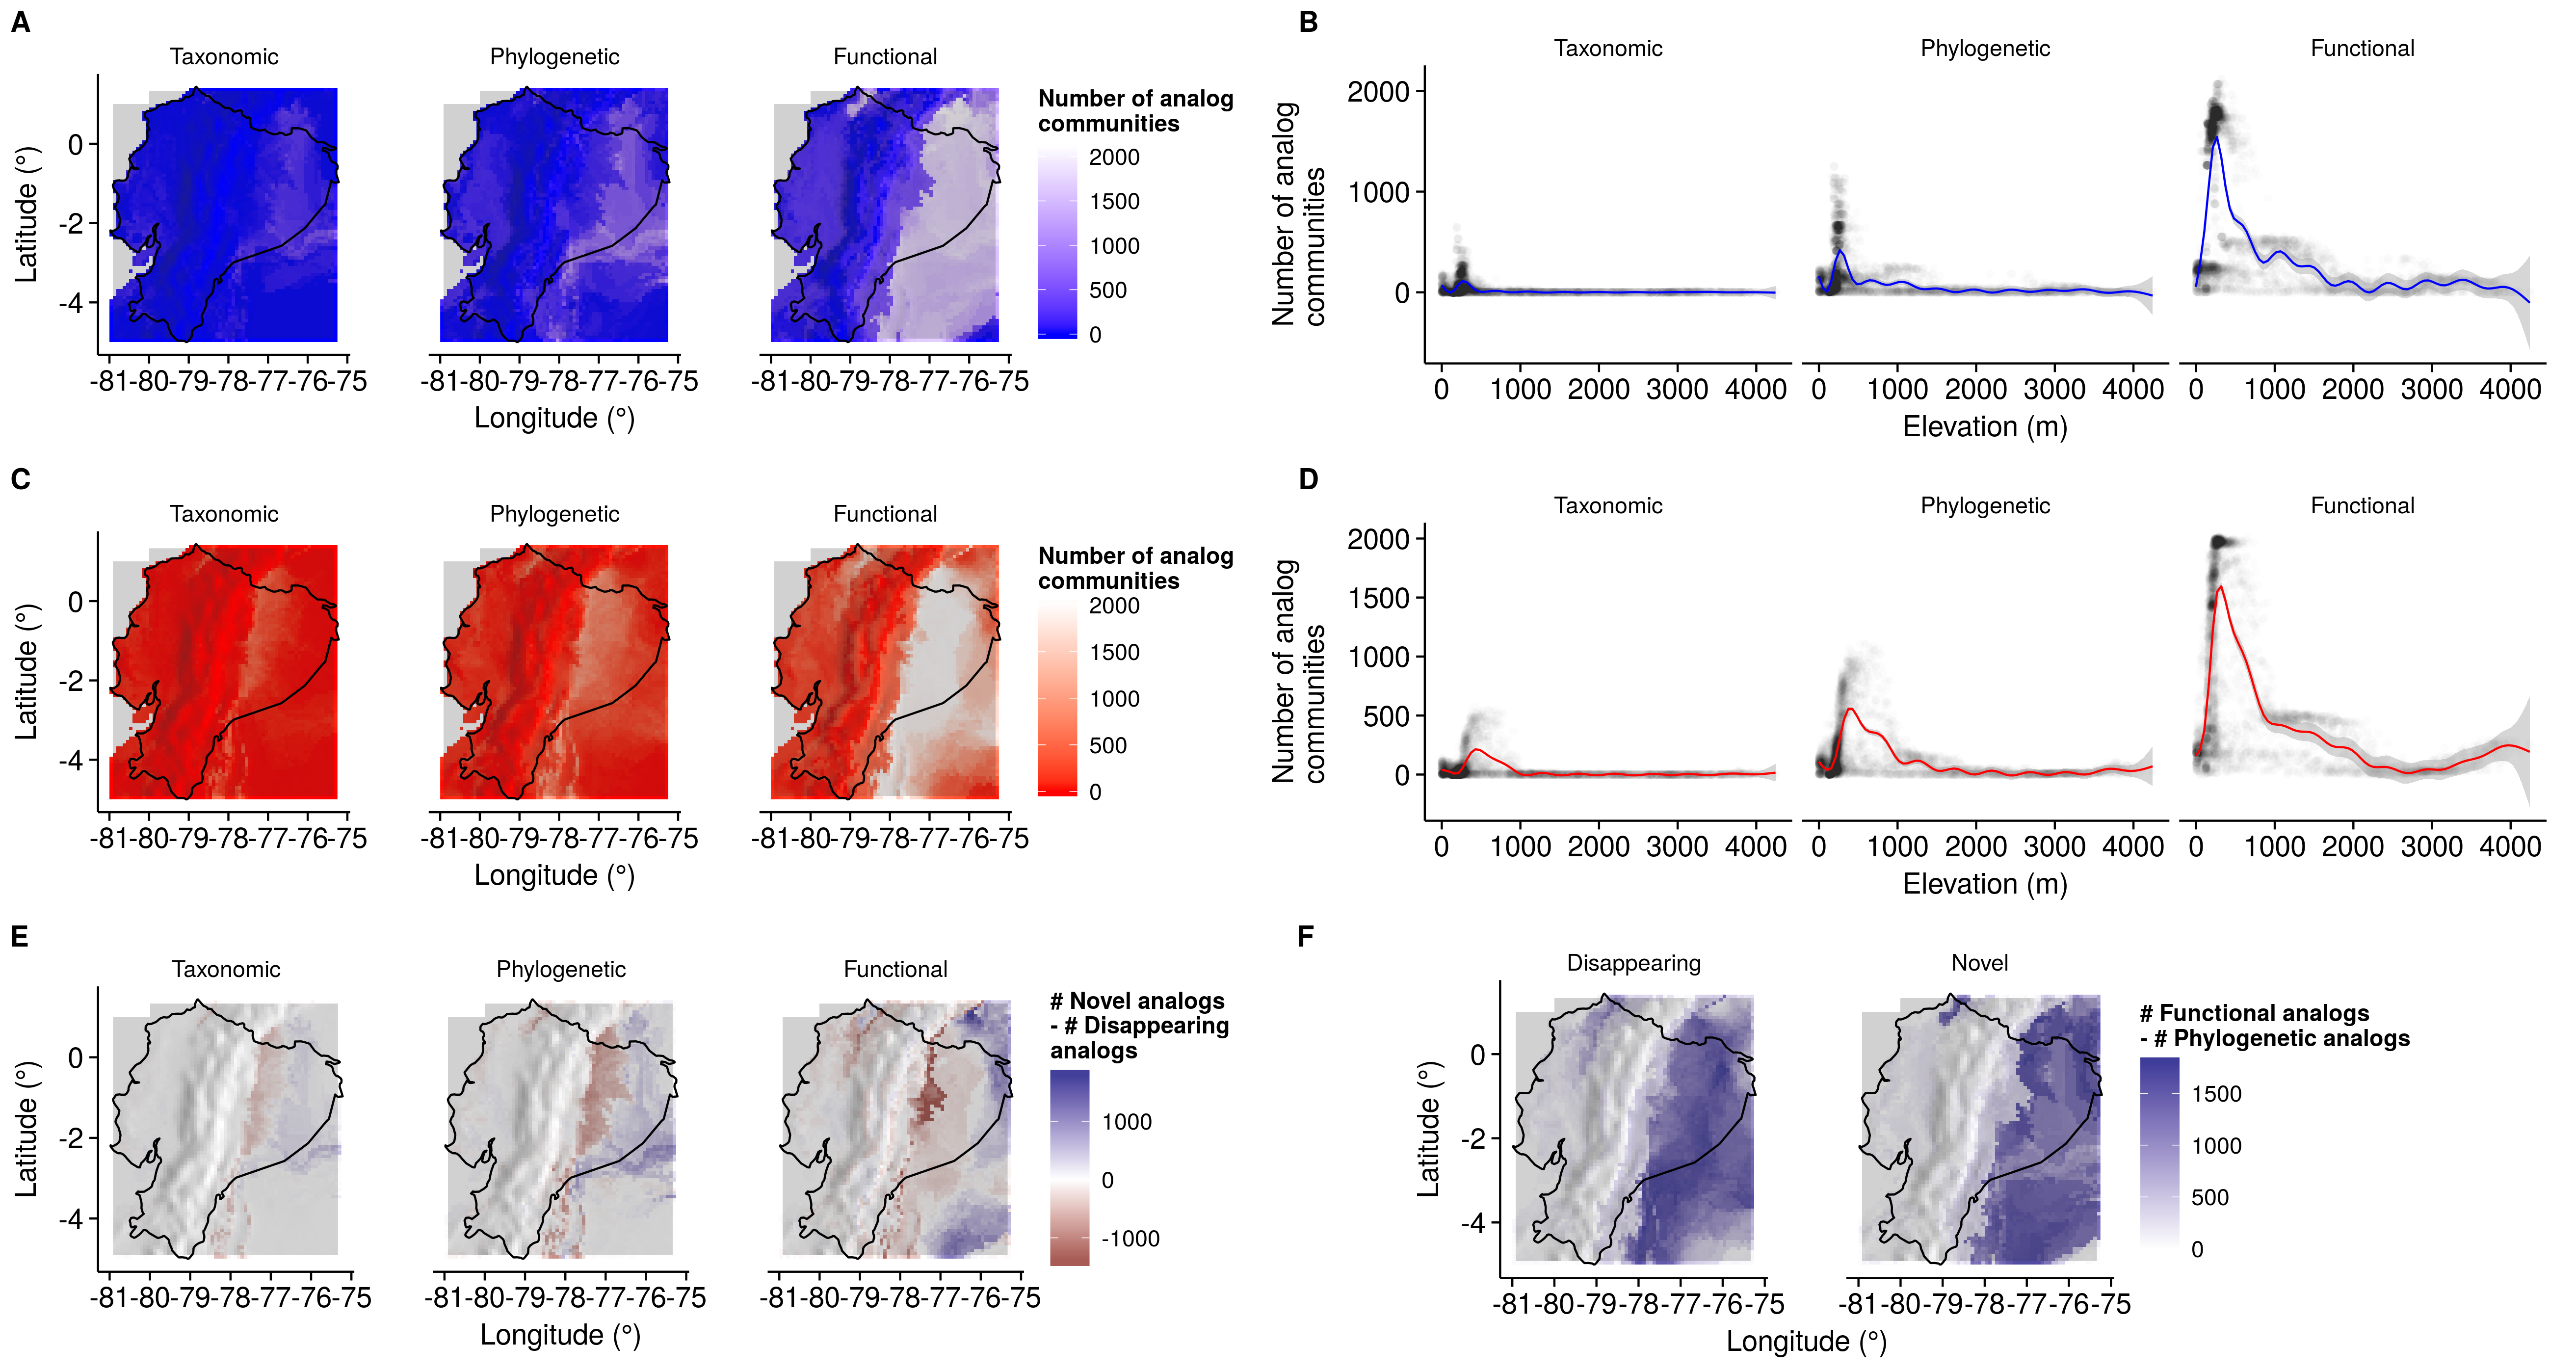 A
Taxonomic
Phylogenetic
Functional
0
-2
-4
Latitude (°)
-81-80-79-78-77-76-75
-81-80-79-78-77-76-75
-81-80-79-78-77-76-75
Longitude (°)
Number of analog
communities
2000
1500
1000
500
0
B
Taxonomic
Phylogenetic
Functional
Number of analog
communities
2000
1000
0
0 1000 2000 3000 4000
0 1000 2000 3000 4000
0 1000 2000 3000 4000
Elevation (m)
C
Taxonomic
Phylogenetic
Functional
0
-2
-4
Latitude (°)
-81-80-79-78-77-76-75
-81-80-79-78-77-76-75
-81-80-79-78-77-76-75
Longitude (°)
Number of analog
communities
2000
1500
1000
500
0
D
Taxonomic
Phylogenetic
Functional
Number of analog
communities
2000
1500
1000
500
0
0 1000 2000 3000 4000
0 1000 2000 3000 4000
0 1000 2000 3000 4000
Elevation (m)
E
Taxonomic
Phylogenetic
Functional
0
-2
-4
Latitude (°)
-81-80-79-78-77-76-75
-81-80-79-78-77-76-75
-81-80-79-78-77-76-75
Longitude (°)
# Novel analogs
- # Disappearing
analogs
1000
0
-1000
F
Disappearing
Novel
0
-2
-4
Latitude (°)
-81-80-79-78-77-76-75
-81-80-79-78-77-76-75
Longitude (°)
# Functional analogs
- # Phylogenetic analogs
1500
1000
500
0